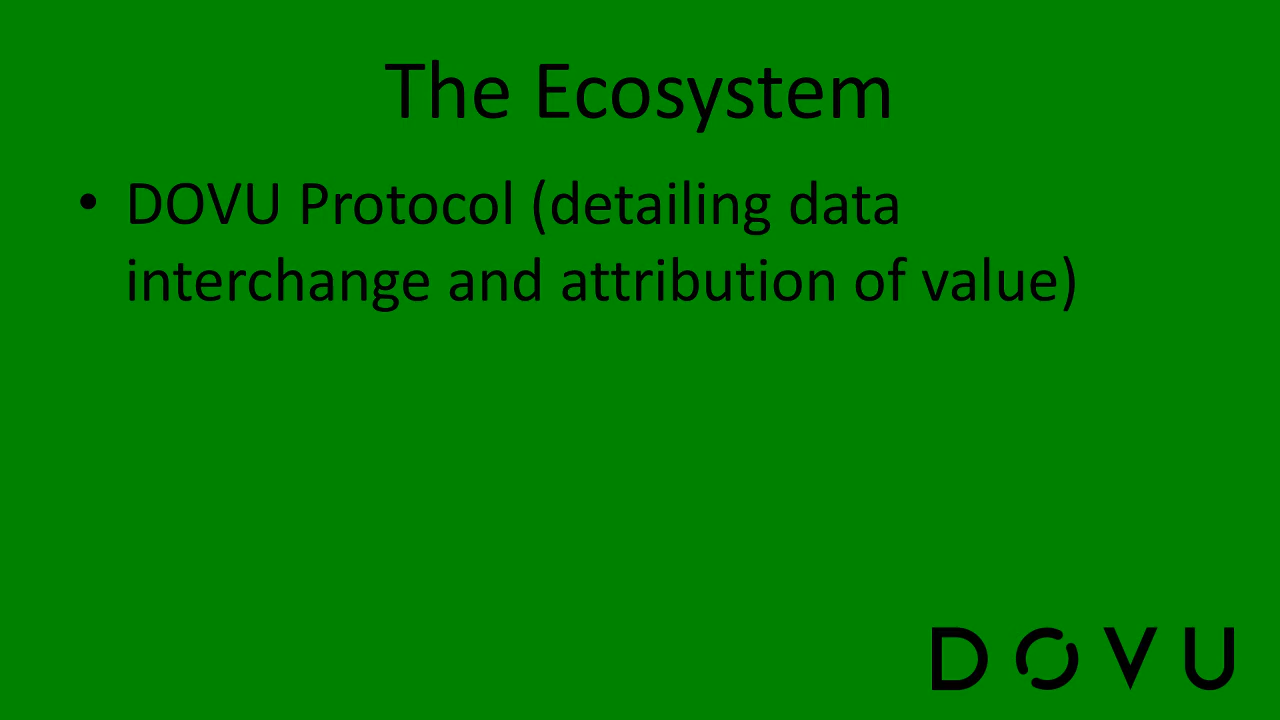 The Ecosystem
• DOVU Protocol (detailing data
interchange and attribution of value)
DOVU